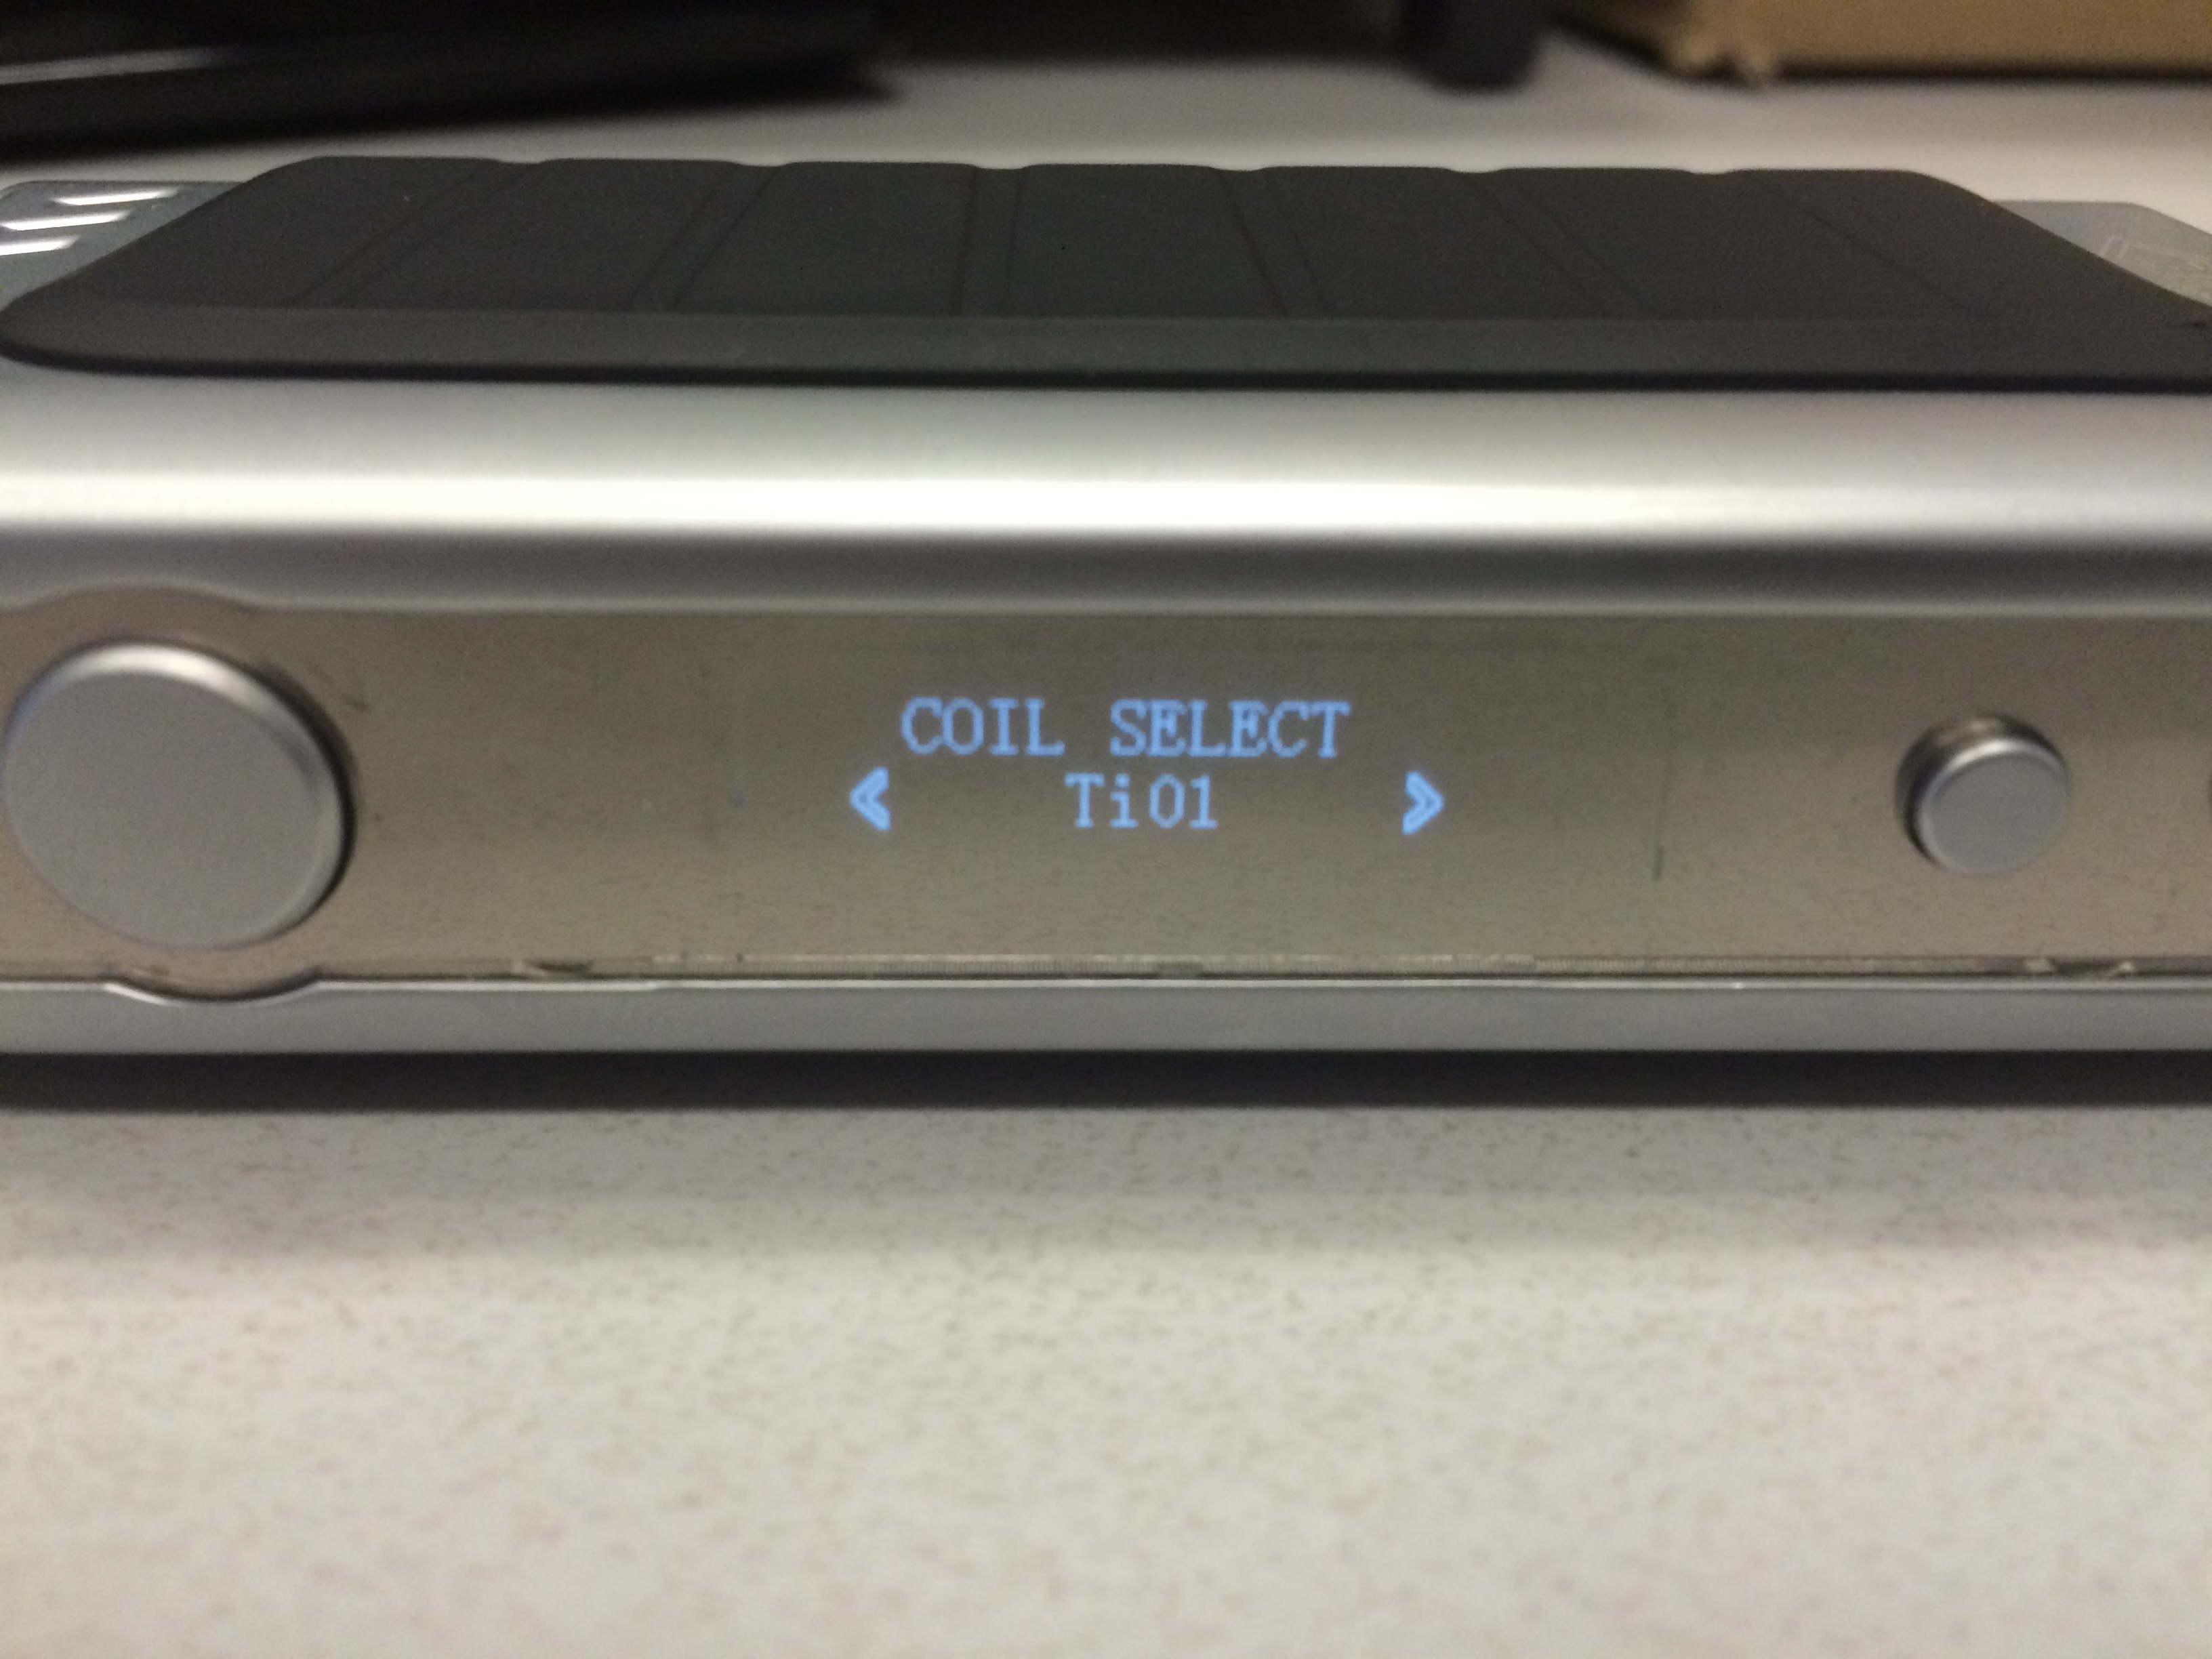 COIL SELECT
« Ti01 »